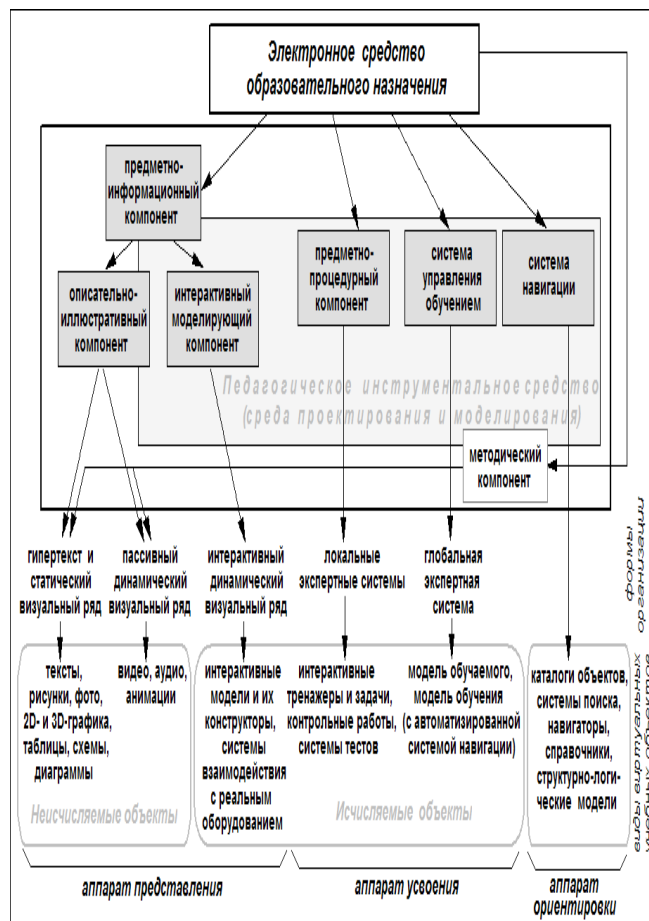 Электронное средство
образовательного назначения
предметно-
информационный
компонент
описательно-
иллюстративный
компонент
интерактивный
моделирующий
компонент
предметно-
процедурный
компонент
система
управления
обучением
система
навигации
Педагогическое инструментальное средство
(среда проектирования и моделирования)
методический
компонент
гипертекст и
статический
визуальный ряд
пассивный
динамический
визуальный ряд
интерактивный
динамический
визуальный ряд
локальные
экспертные системы
глобальная
экспертная
система
формы
организации
тексты,
рисунки, фото,
2D- и 3D-графика,
таблицы, схемы,
диаграммы
видео, аудио,
анимации
Неисчисляемые объекты
интерактивные
модели и их
конструкторы,
системы
взаимодействия
с реальным
оборудованием
интерактивные
тренажеры и задачи,
контрольные работы,
системы тестов
модель обучаемого,
модель обучения
(с автоматизированной
системой навигации)
Исчисляемые объекты
каталоги объектов,
системы поиска,
навигаторы,
справочники,
структурно-логи-
ческие модели
виды виртуальных
учебных объектов
аппарат представления
аппарат усвоения
аппарат
ориентировки